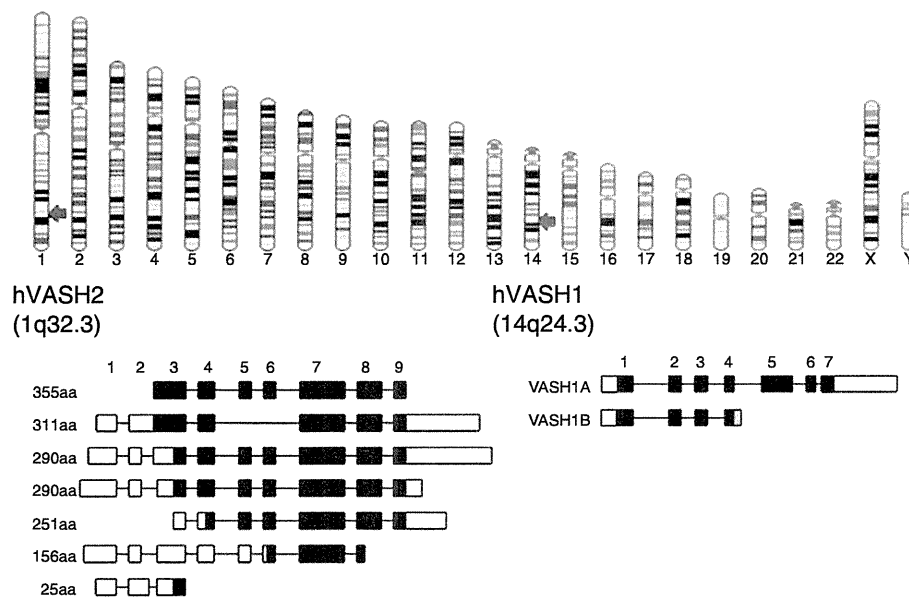 1 2 3 4 5 6 7 8 9 10 11 12 13 14 15 16 17 18 19 20 21 22 X Y
hVASH2
(1q32.3)
1 2 3 4 5 6 7 8 9
355aa
311aa
290aa
290aa
251aa
156aa
25aa
hVASH1
(14q24.3)
1 2 3 4 5 6 7
VASH1A
VASH1B